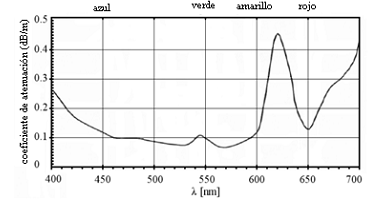 azul verde amarillo rojo
coeficiente de atenuación (dB/m)
0.5
0.4
0.3
0.2
0.1
0
400 450 500 550 600 650 700
λ [nm]